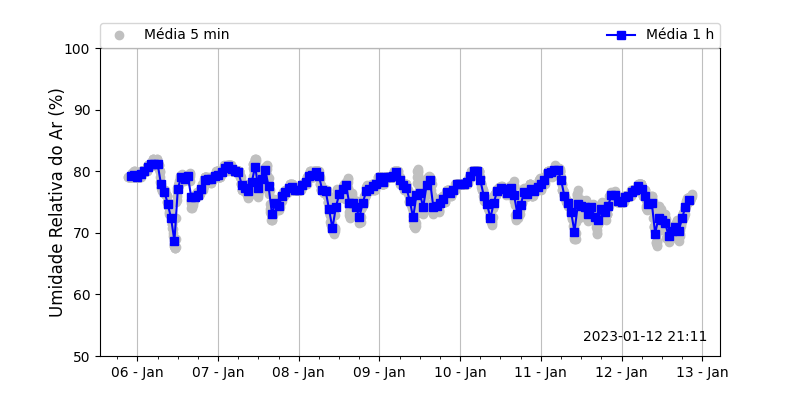 Média 5 min
Média 1 h
100
90
80
70
60
50
Umidade Relativa do Ar (%)
2023-01-12 21:11
06 - Jan
07 - Jan
08 - Jan
09 - Jan
10 - Jan
11 - Jan
12 - Jan
13 - Jan